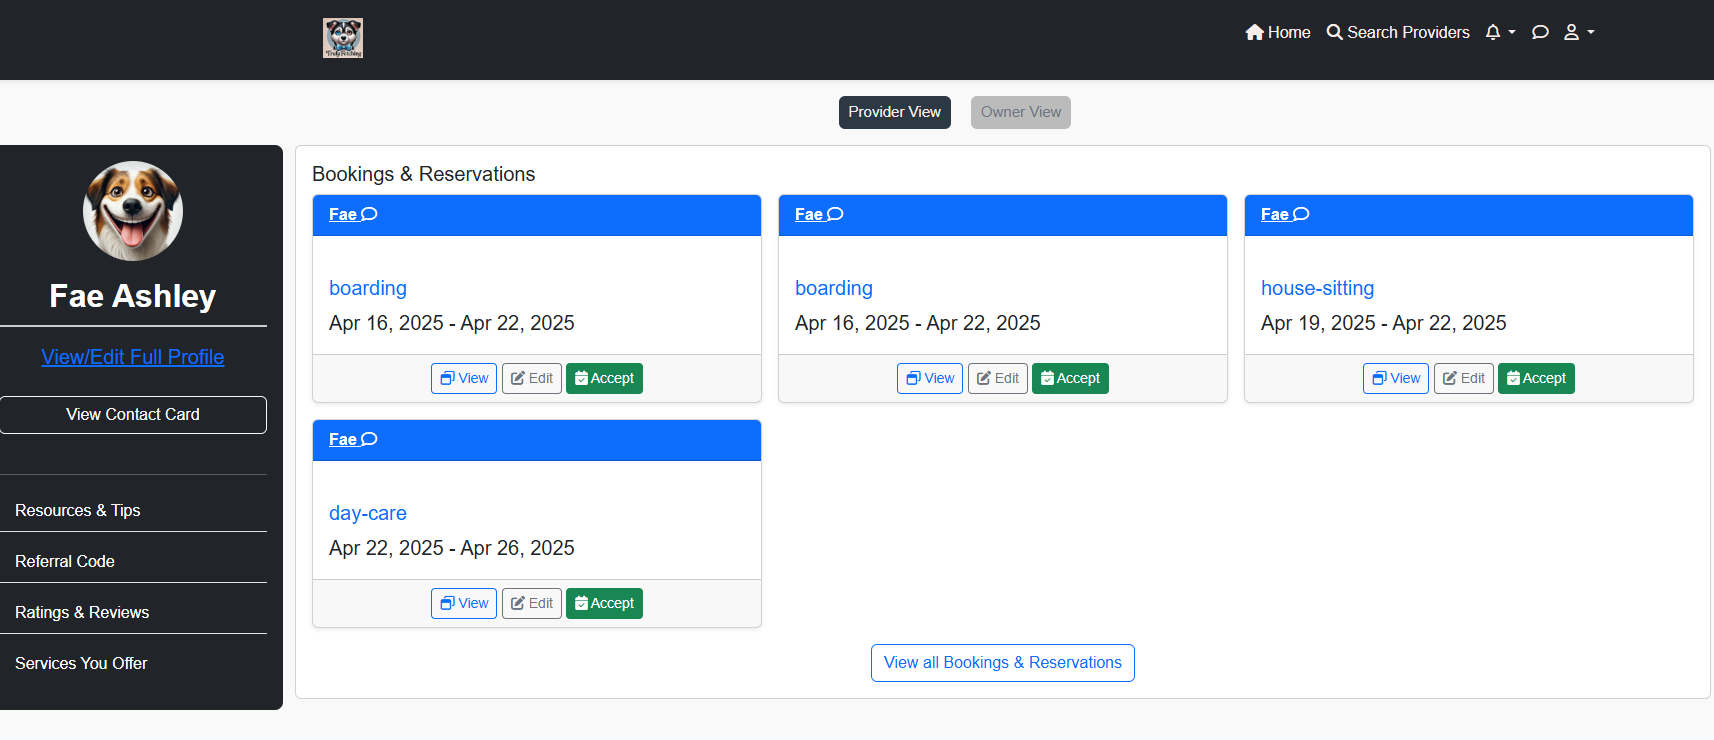 Truly Fetching
Home Search Providers
Provider View Owner View
Fae Ashley
View/Edit Full Profile
View Contact Card
Resources & Tips
Referral Code
Ratings & Reviews
Services You Offer
Bookings & Reservations
Fae
boarding
Apr 16, 2025 - Apr 22, 2025
View Edit Accept
Fae
boarding
Apr 16, 2025 - Apr 22, 2025
View Edit Accept
Fae
house-sitting
Apr 19, 2025 - Apr 22, 2025
View Edit Accept
Fae
day-care
Apr 22, 2025 - Apr 26, 2025
View Edit Accept
View all Bookings & Reservations